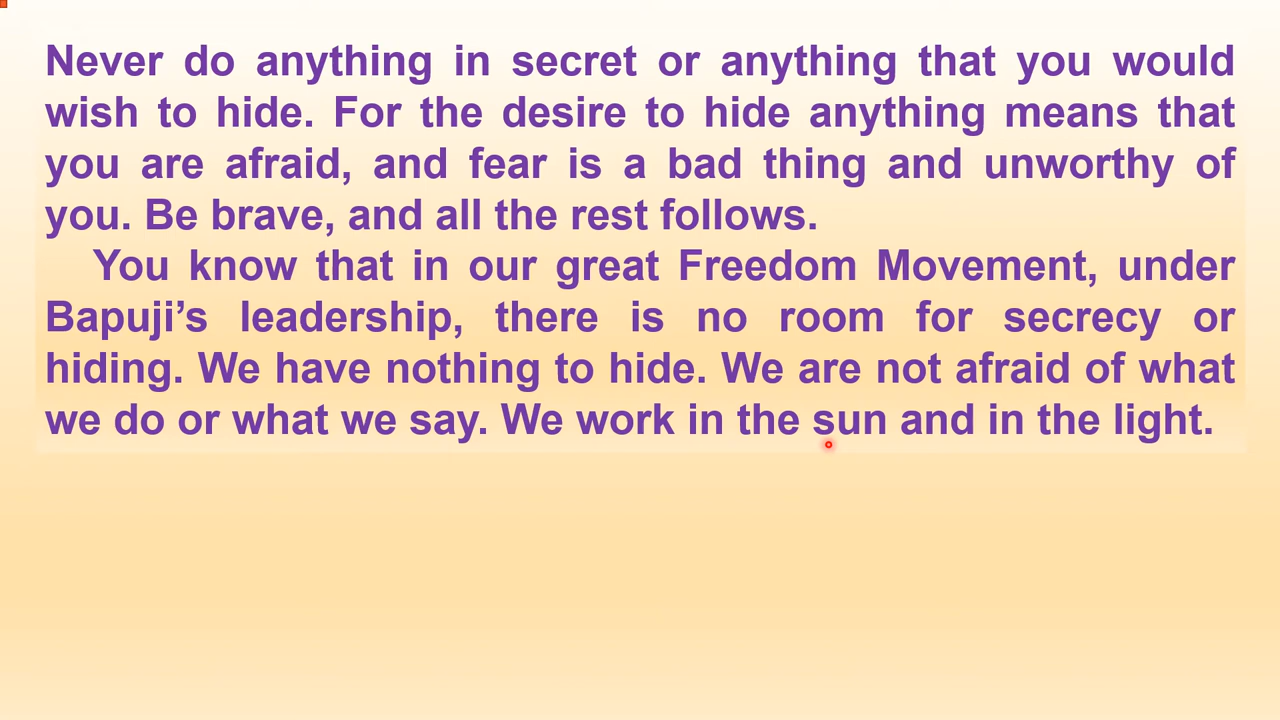 Never do anything in secret or anything that you would
wish to hide. For the desire to hide anything means that
you are afraid, and fear is a bad thing and unworthy of
you. Be brave, and all the rest follows.
You know that in our great Freedom Movement, under
Bapuji’s leadership, there is no room for secrecy or
hiding. We have nothing to hide. We are not afraid of what
we do or what we say. We work in the sun and in the light.